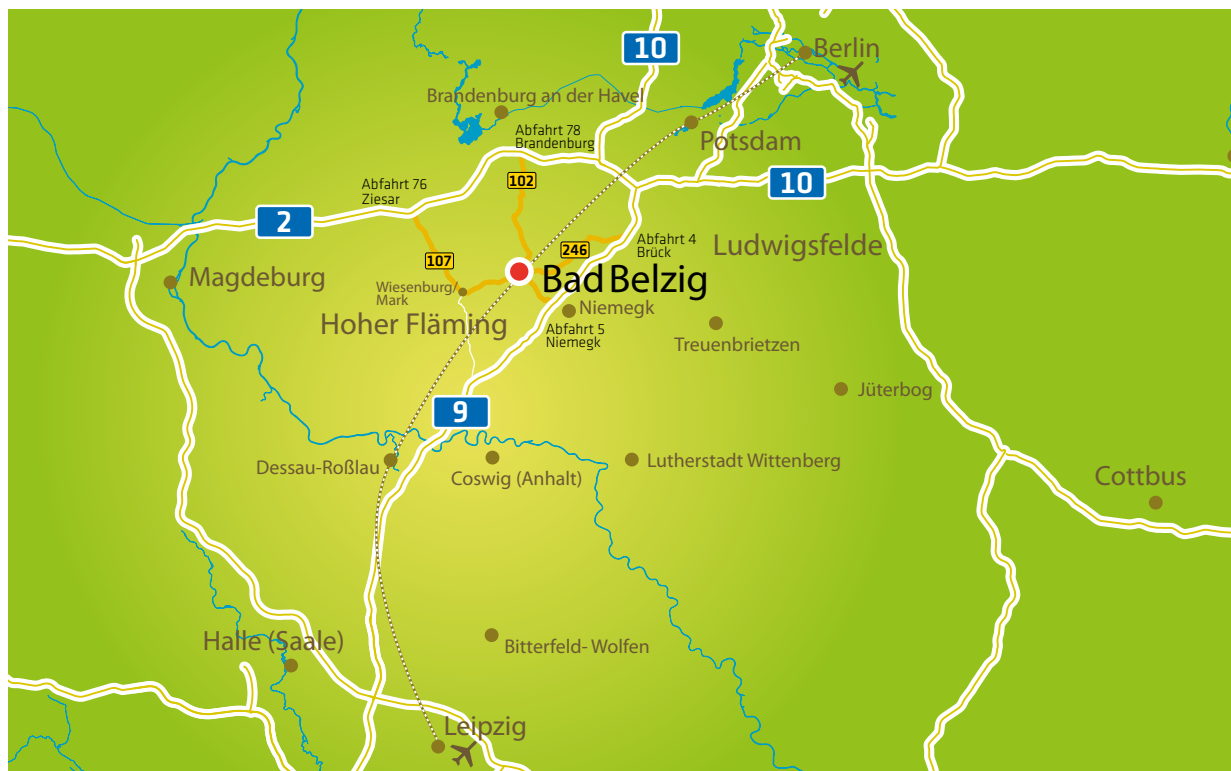 10
Berlin
Brandenburg an der Havel
Abfahrt 78
Brandenburg
Potsdam
Abfahrt 76
Ziesar
102
10
2
Abfahrt 4
Brück
246
107
Ludwigsfelde
Magdeburg
Wiesenburg/
Mark
Bad Belzig
Hoher Fläming
Niemegk
Abfahrt 5
Niemegk
Treuenbrietzen
Jüterbog
9
Dessau-Roßlau
Coswig (Anhalt)
Lutherstadt Wittenberg
Cottbus
Halle (Saale)
Bitterfeld- Wolfen
Leipzig